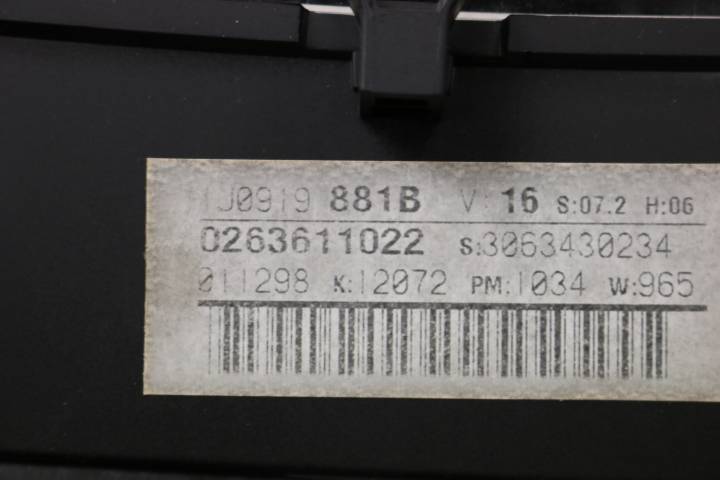 1J0919 881B V: 16 S:07.2 H:06
0263611022 S:3063430234
011298 K:12072 PM:1034 W:965